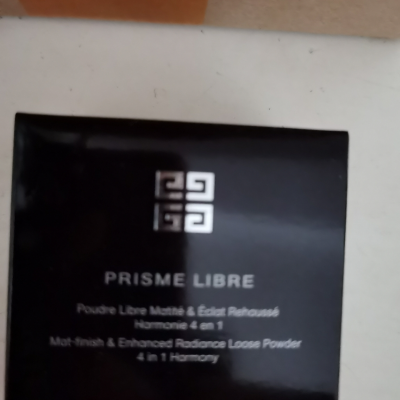 PRISME LIBRE
Poudre Libre Matité & Éclat Rehaussé
Harmonie 4 en 1
Mat-finish & Enhanced Radiance Loose Powder
4 in 1 Harmony